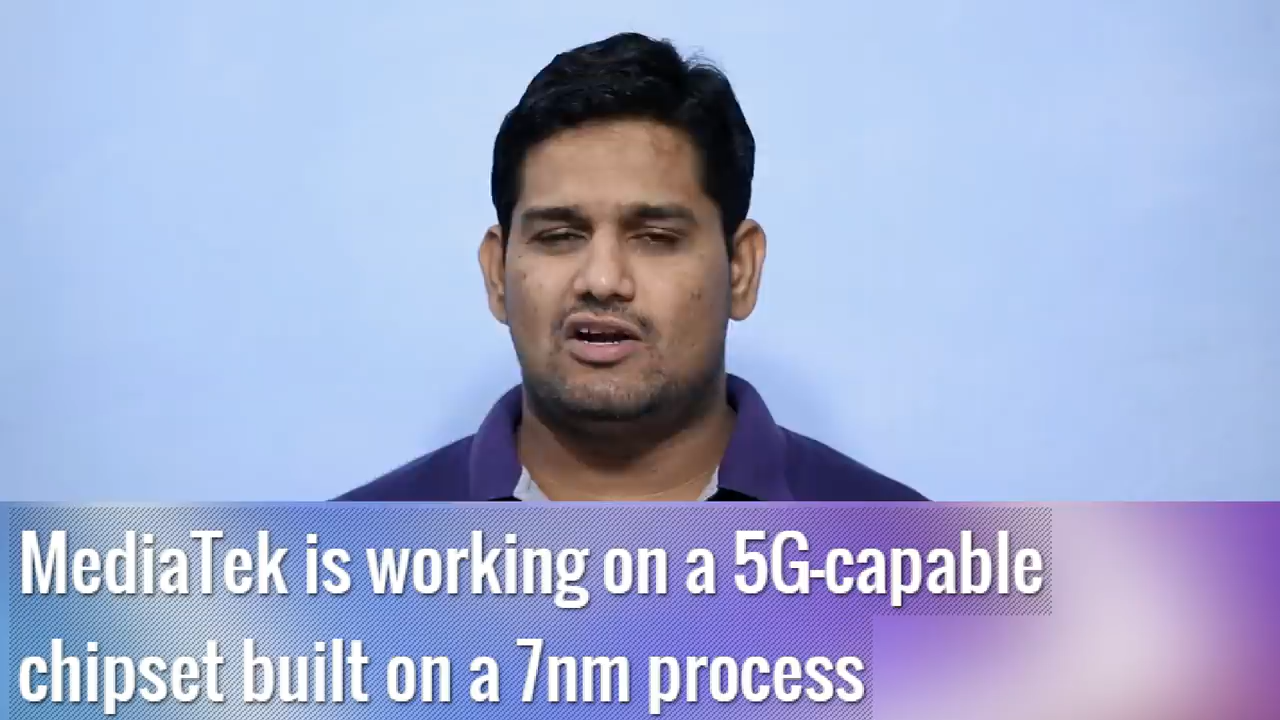 MediaTek is working on a 5G-capable
chipset built on a 7nm process